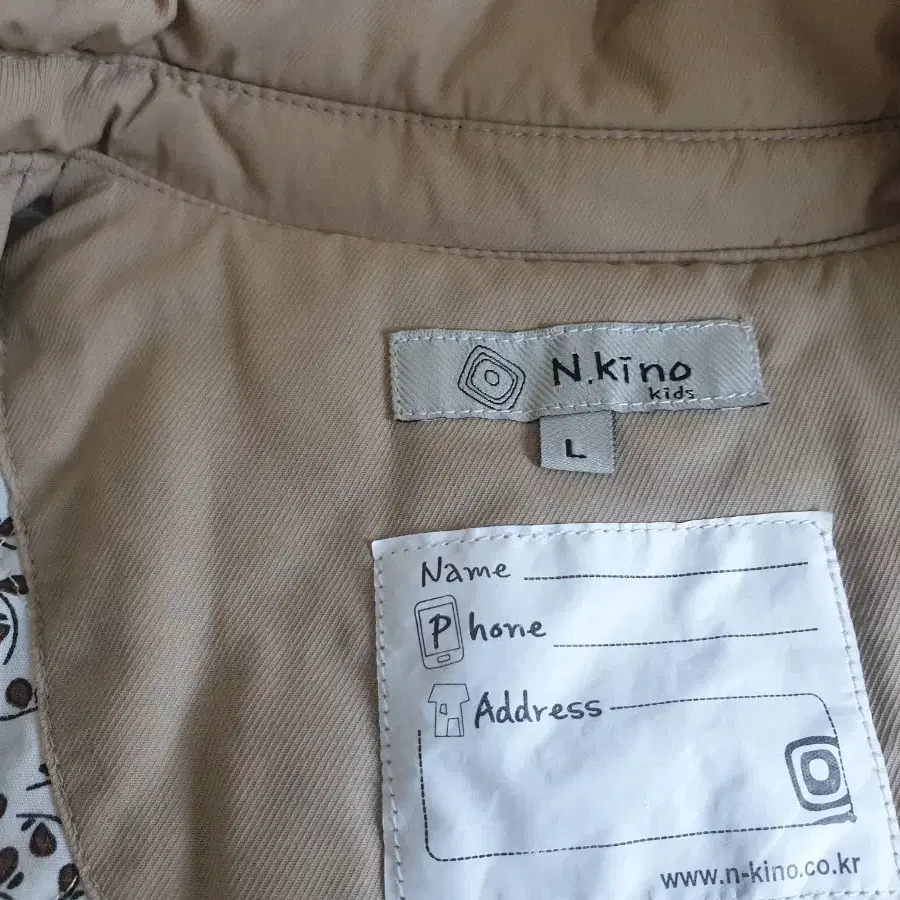 N.kino
kids
L
Name
Phone
Address
www.n-kino.co.kr